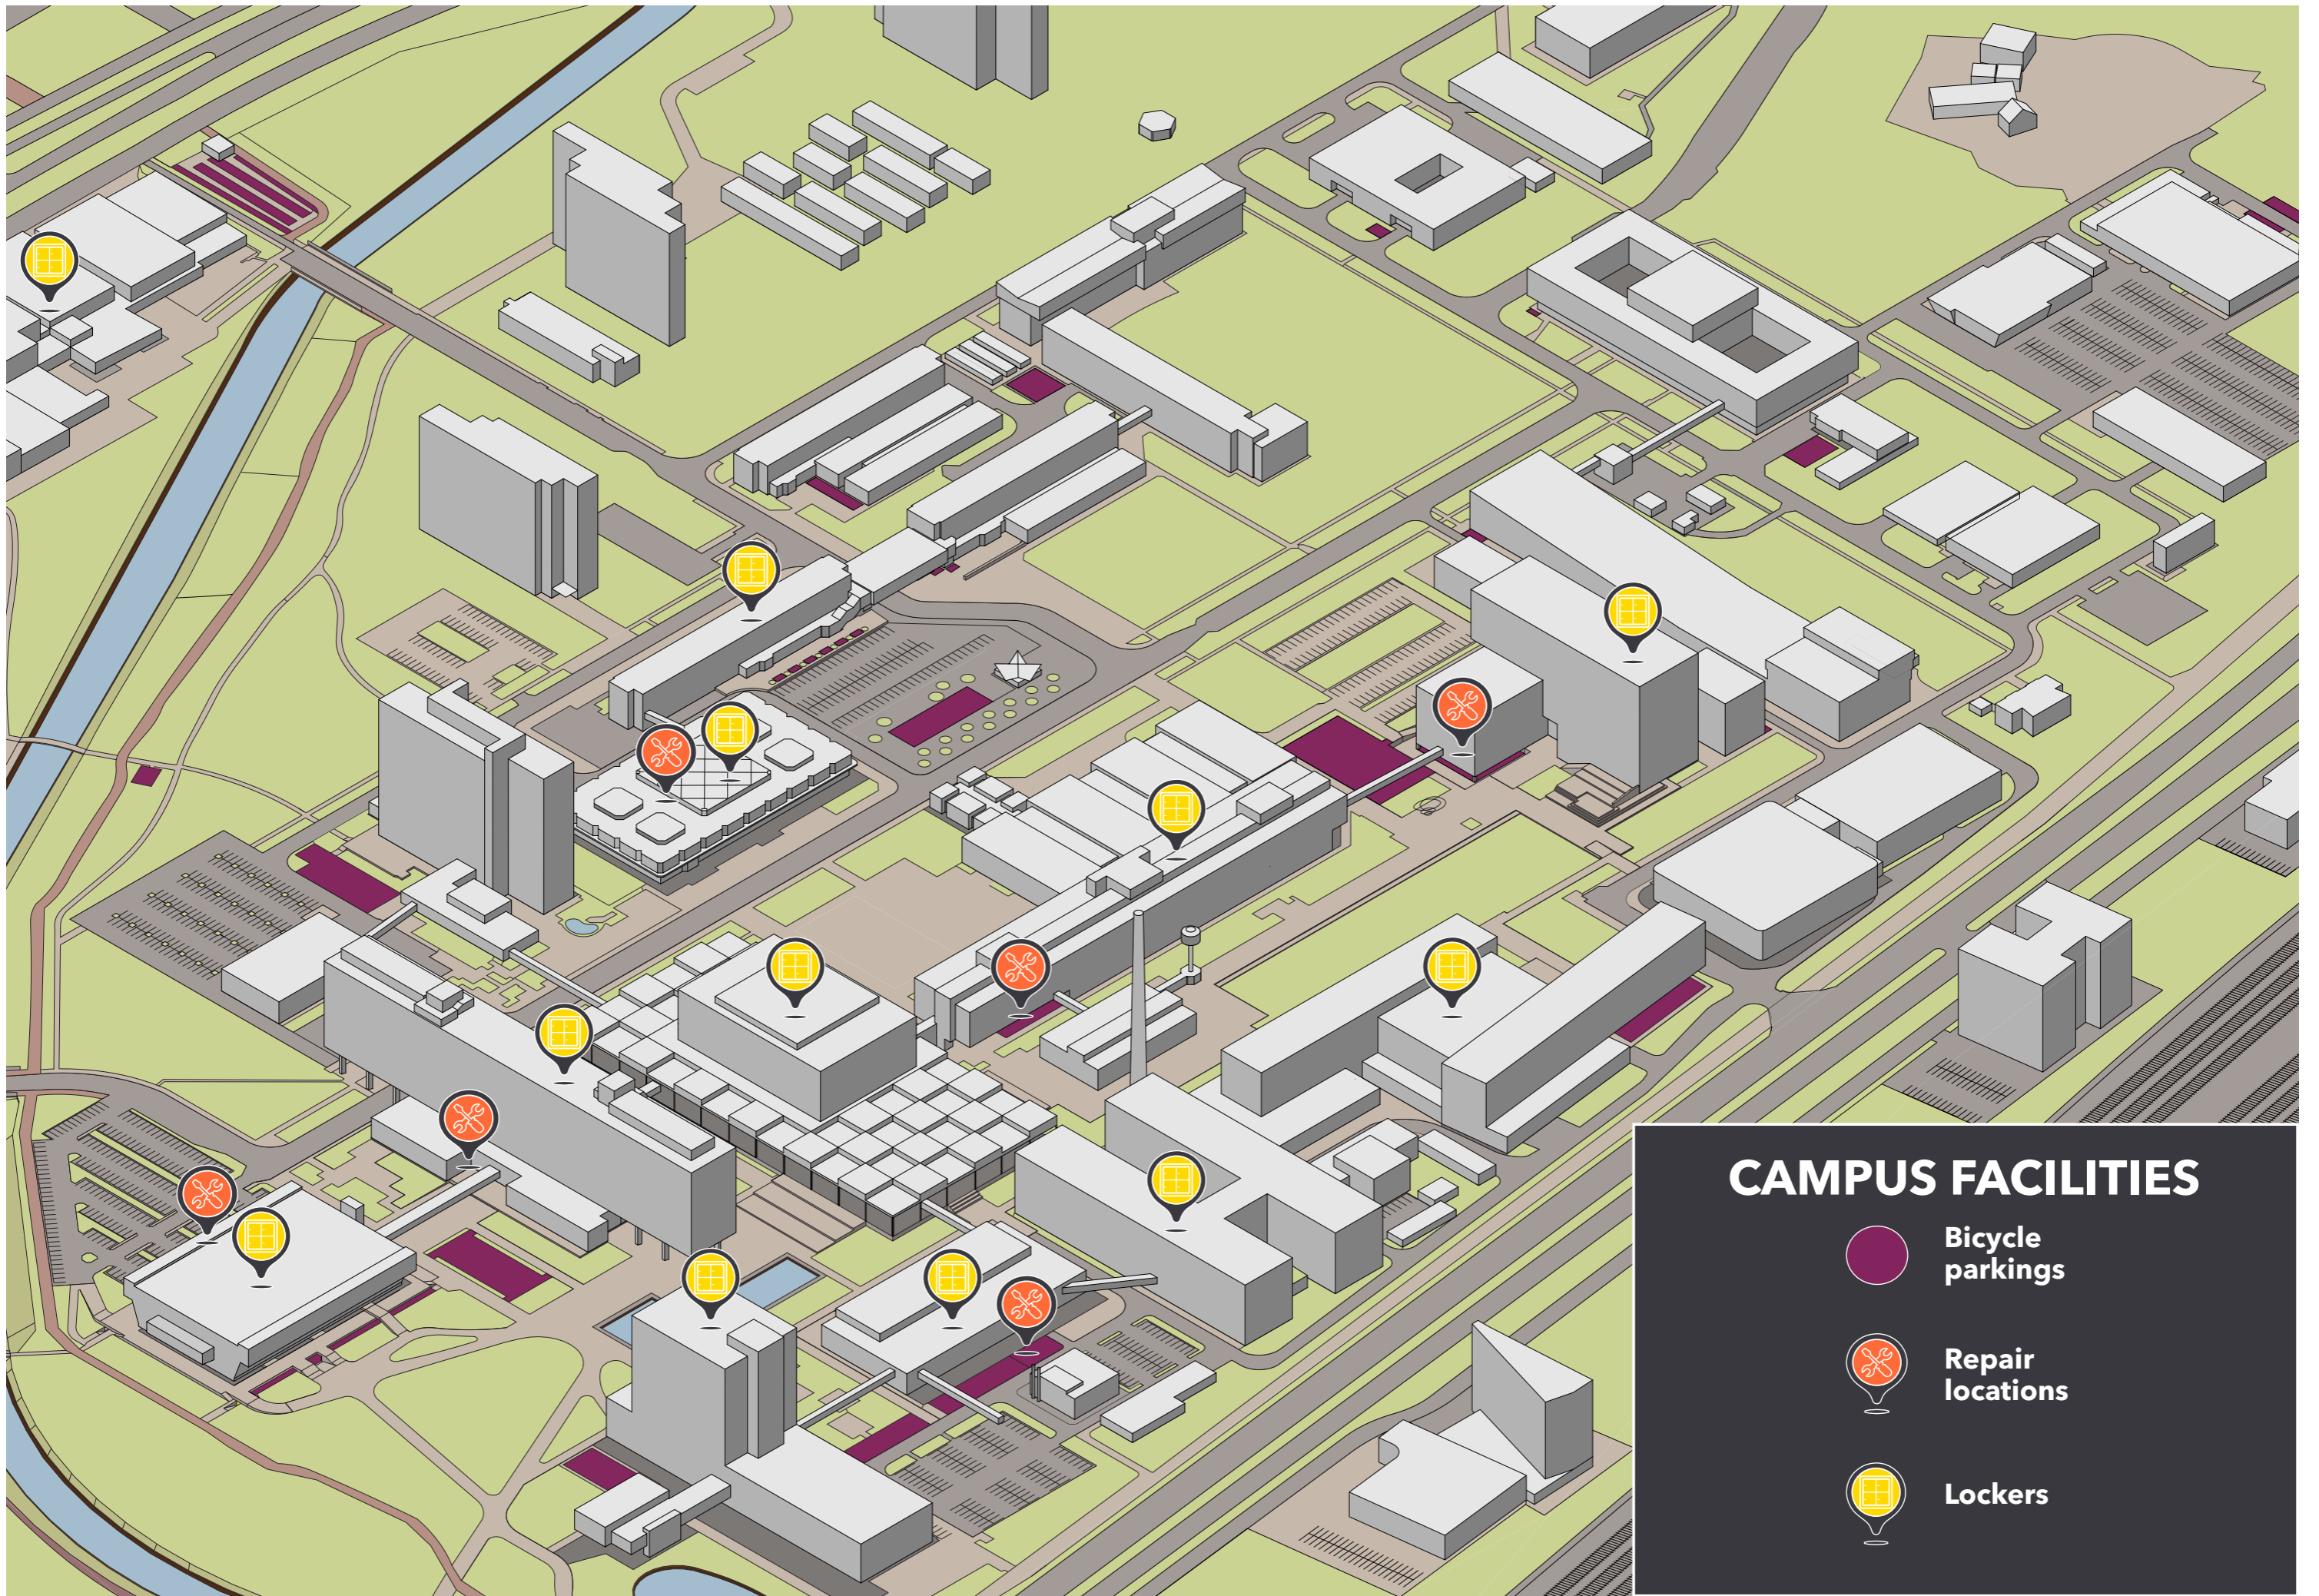 CAMPUS FACILITIES
Bicycle
parkings
Repair
locations
Lockers